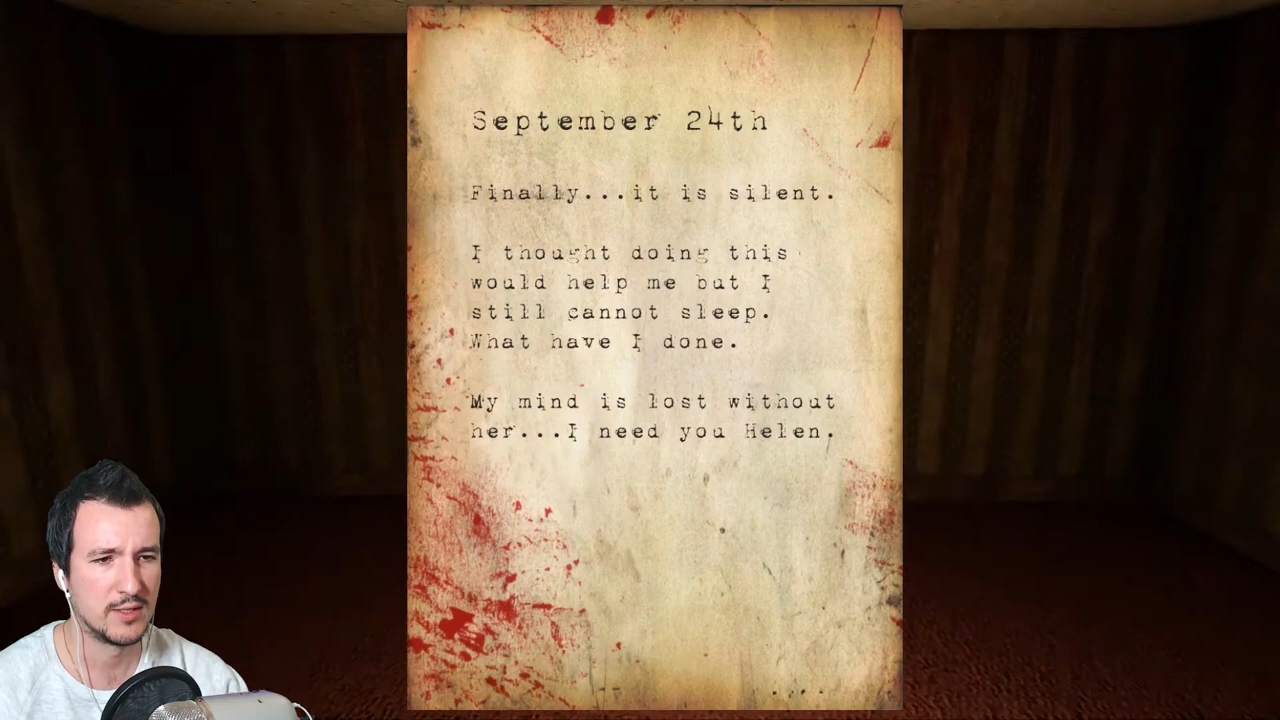 September 24th
Finally...it is silent.
I thought doing this
would help me but I
still cannot sleep.
What have I done.
My mind is lost without
her...I need you Helen.